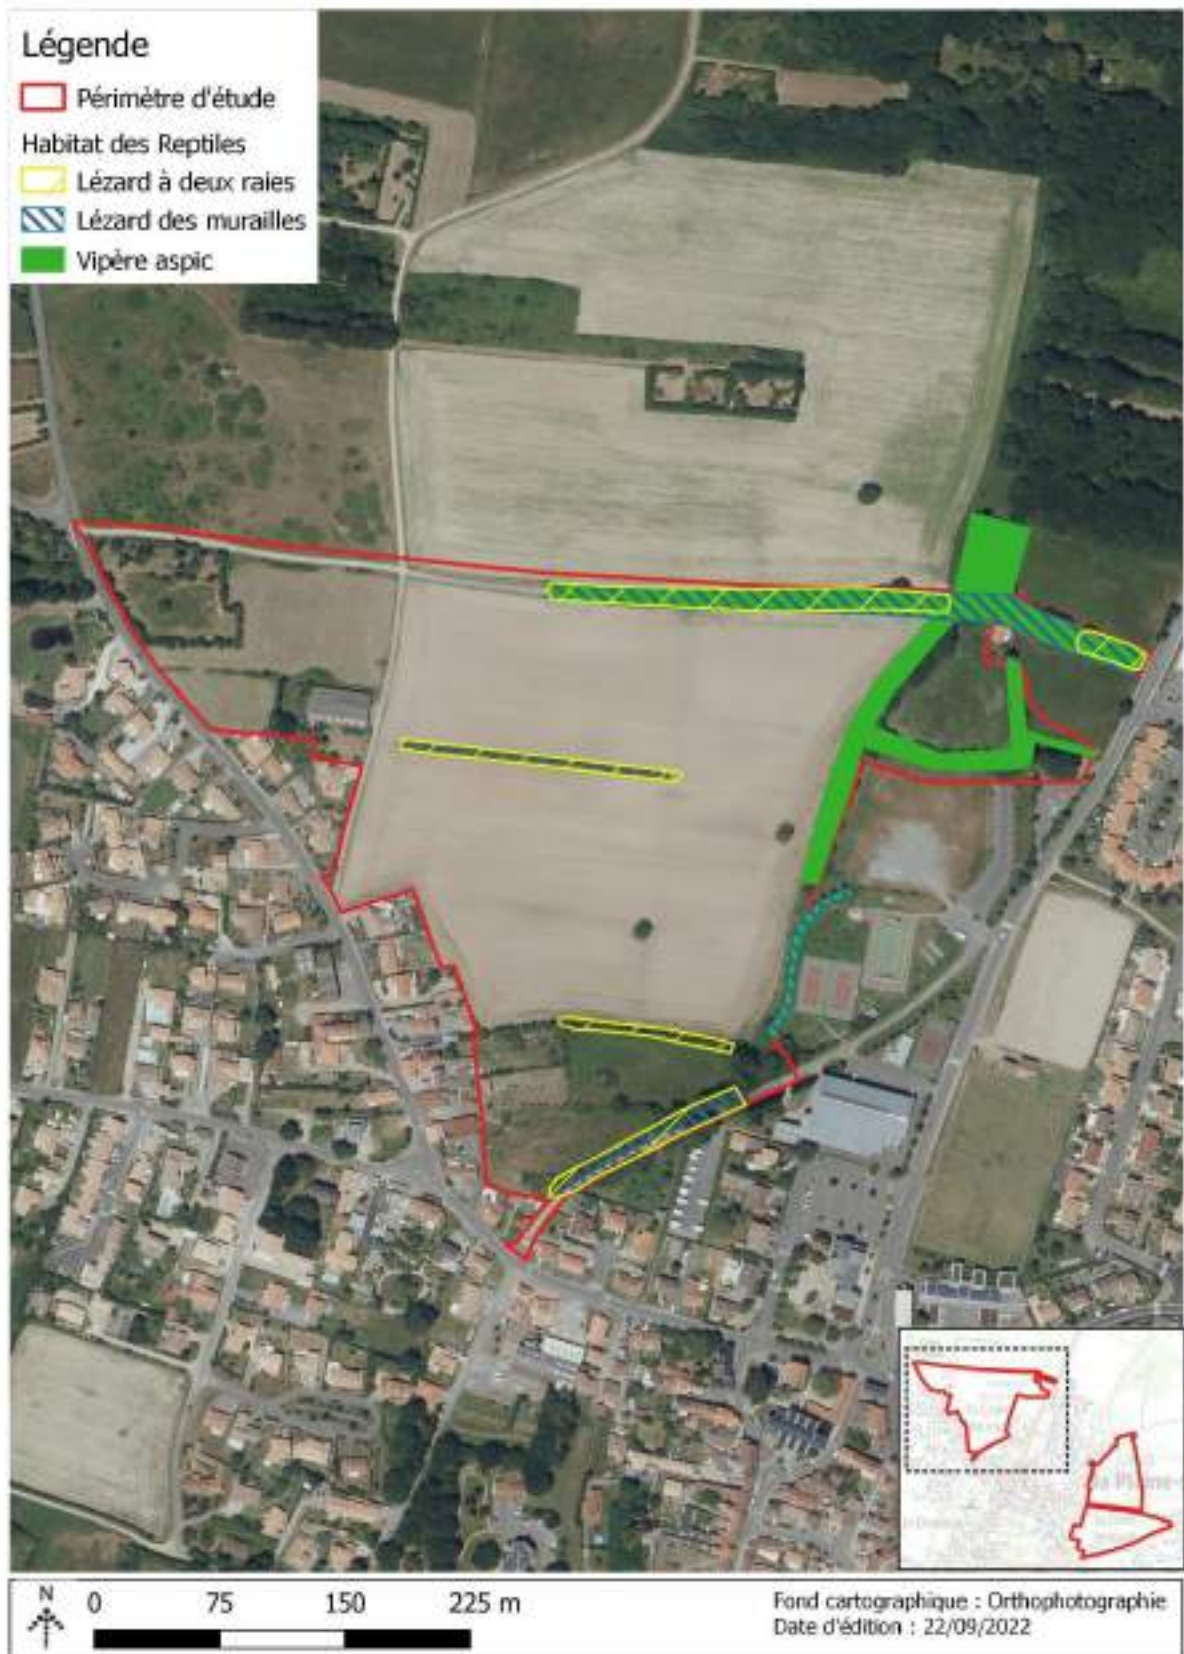 Légende
Périmètre d'étude
Habitat des Reptiles
Lézard à deux raies
Lézard des murailles
Vipère aspic
N
0 75 150 225 m
Fond cartographique : Orthophotographie
Date d'édition : 22/09/2022